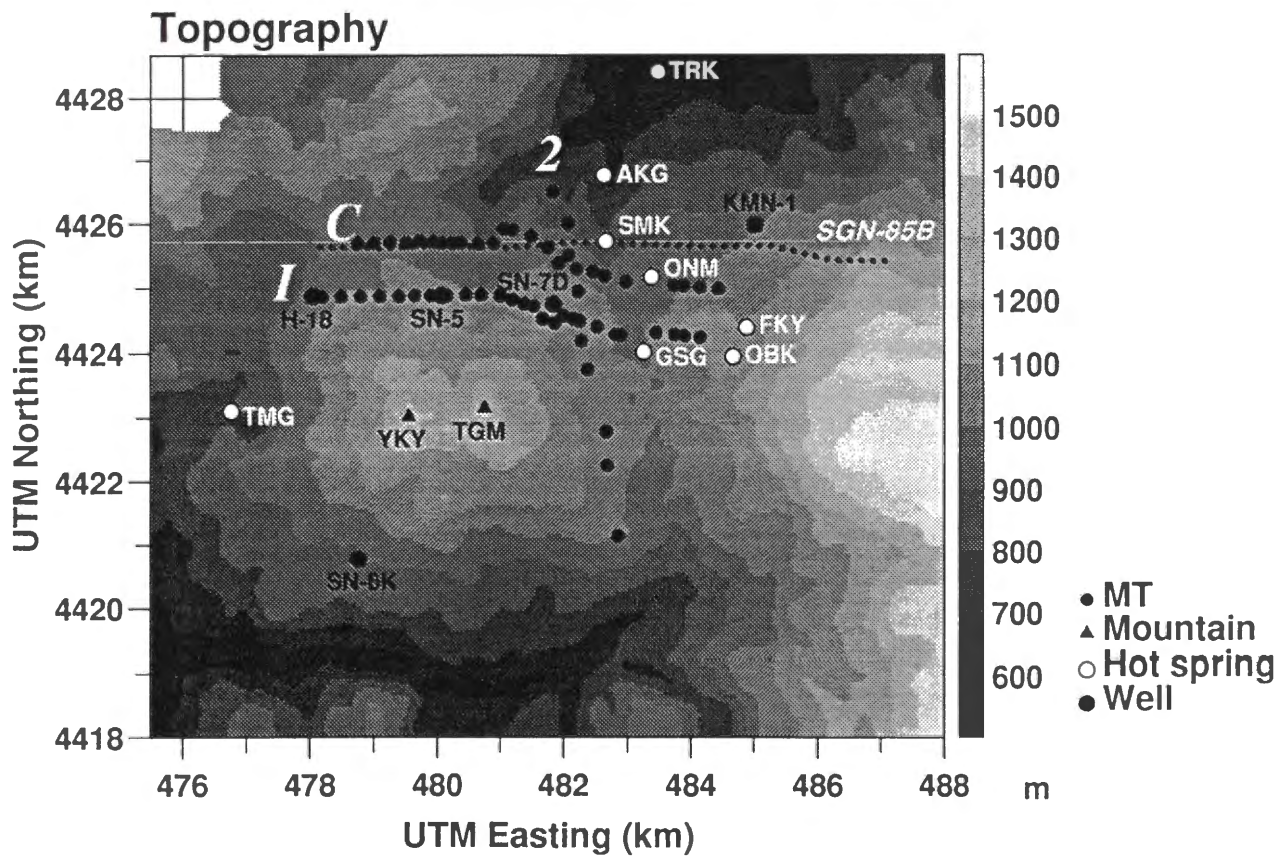 Topography
TRK
4428
2
AKG
KMN-1
4426
C
SMK
SGN-85B
I
SN-7D
ONM
H-18
SN-5
FKY
4424
GSG
OBK
TMG
YKY
TGM
4422
SN-8K
4420
4418
476
478
480
482
484
486
488
m
UTM Northing (km)
UTM Easting (km)
1500
1400
1300
1200
1100
1000
900
800
700
600
MT
Mountain
Hot spring
Well